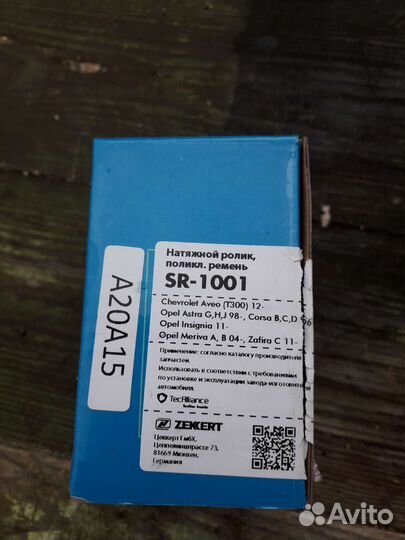 Натяжной ролик,
поликл. ремень
SR-1001
Chevrolet Aveo (T300) 12-
Opel Astra G,H,J 98-, Corsa B,C,D 96
Opel Insignia 11-
Opel Meriva A, B 04-, Zafira C 11-
Применение: согласно каталогу производителя
запчастей.
Использовать в соответствии с требованиями
по установке и эксплуатации завода-изготовителя
автомобиля.
TecAlliance
ZEKKERT
Цеккерт ГмбХ,
Цеппелинштрассе 73,
81669 Мюнхен,
Германия
A20A15
Avito